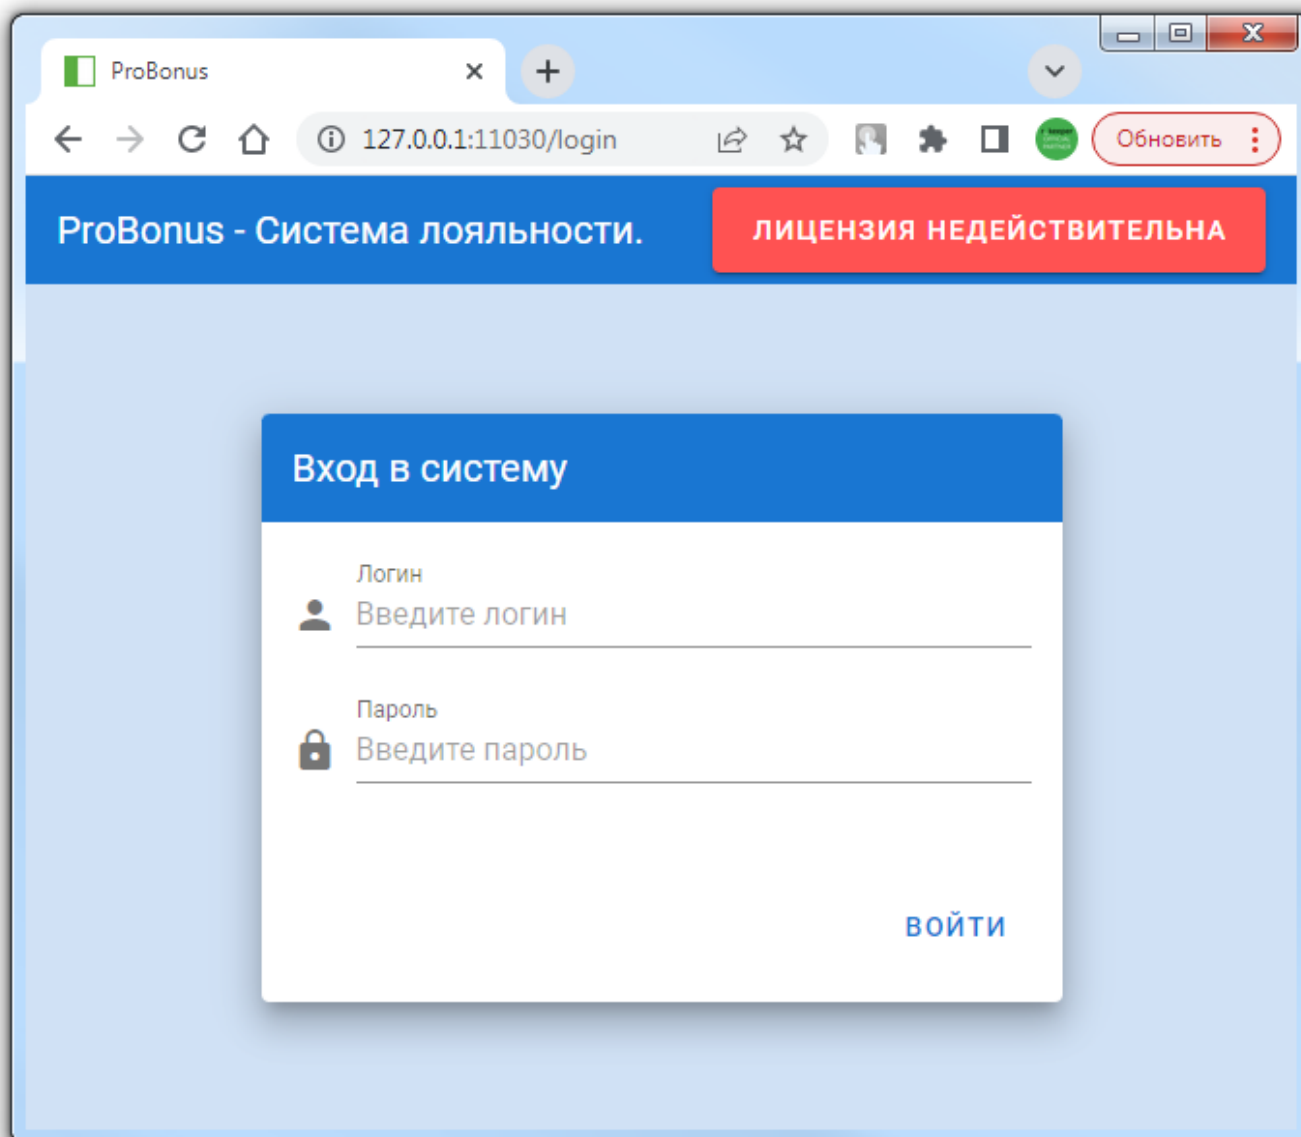 ProBonus
127.0.0.1:11030/login
Обновить
ProBonus - Система лояльности.
ЛИЦЕНЗИЯ НЕДЕЙСТВИТЕЛЬНА
Вход в систему
Логин
Введите логин
Пароль
Введите пароль
ВОЙТИ